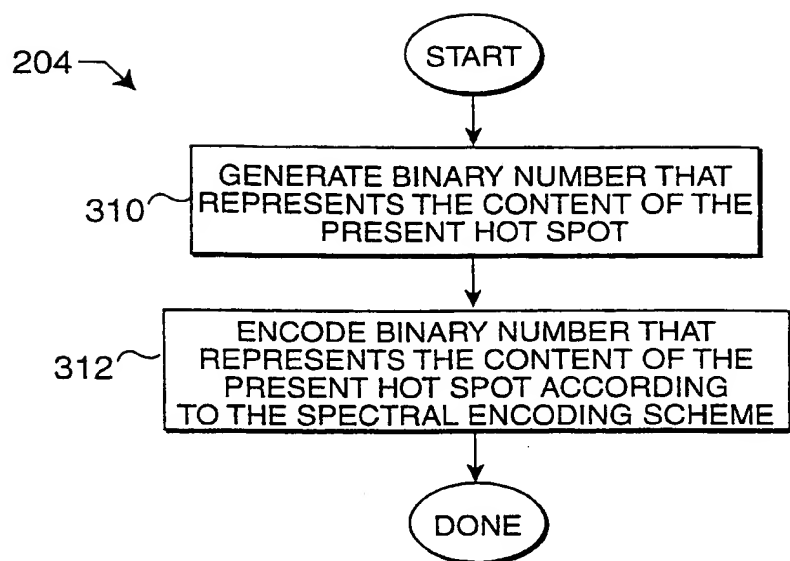 204
START
310
GENERATE BINARY NUMBER THAT
REPRESENTS THE CONTENT OF THE
PRESENT HOT SPOT
312
ENCODE BINARY NUMBER THAT
REPRESENTS THE CONTENT OF THE
PRESENT HOT SPOT ACCORDING
TO THE SPECTRAL ENCODING SCHEME
DONE